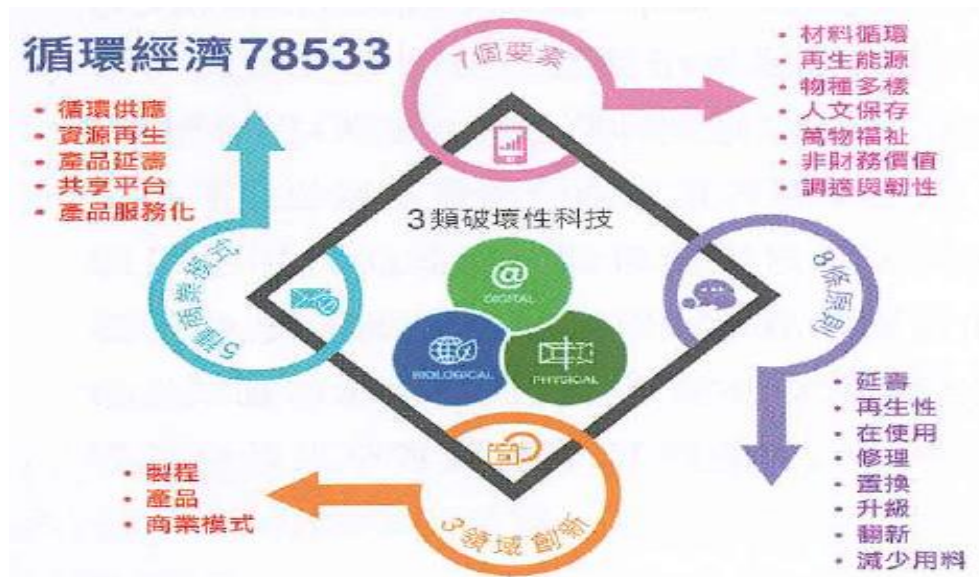 循環經濟78533
7個要素
• 材料循環
• 再生能源
• 物種多樣
• 人文保存
• 萬物福祉
• 非財務價值
• 調適與韌性
• 循環供應
• 資源再生
• 產品延壽
• 共享平台
• 產品服務化
3類破壞性科技
@
DIGITAL
BIOLOGICAL
PHYSICAL
5種商業模式
8條原則
• 延壽
• 再生性
• 在使用
• 修理
• 置換
• 升級
• 翻新
• 減少用料
• 製程
• 產品
• 商業模式
3領域創新